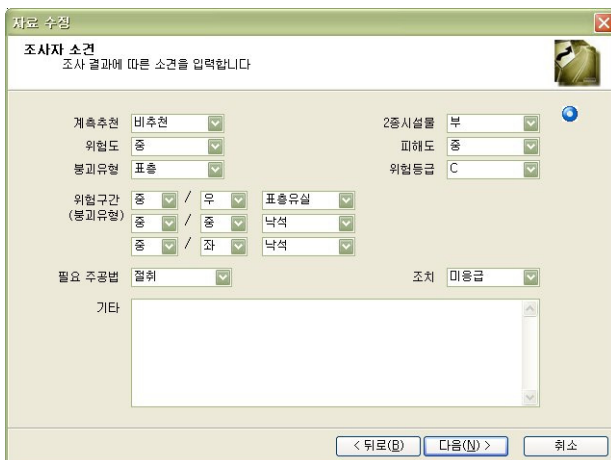 자료 수집
조사자 소견
조사 결과에 따른 소견을 입력합니다
계측추천 비추천 2종시설물 부
위험도 중 피해도 중
붕괴유형 표층 위험등급 C
위험구간 중 / 우 표층유실
(붕괴유형) 중 / 중 낙석
중 / 좌 낙석
필요 주공법 절취 조치 미응급
기타
< 뒤로(B) 다음(N) > 취소